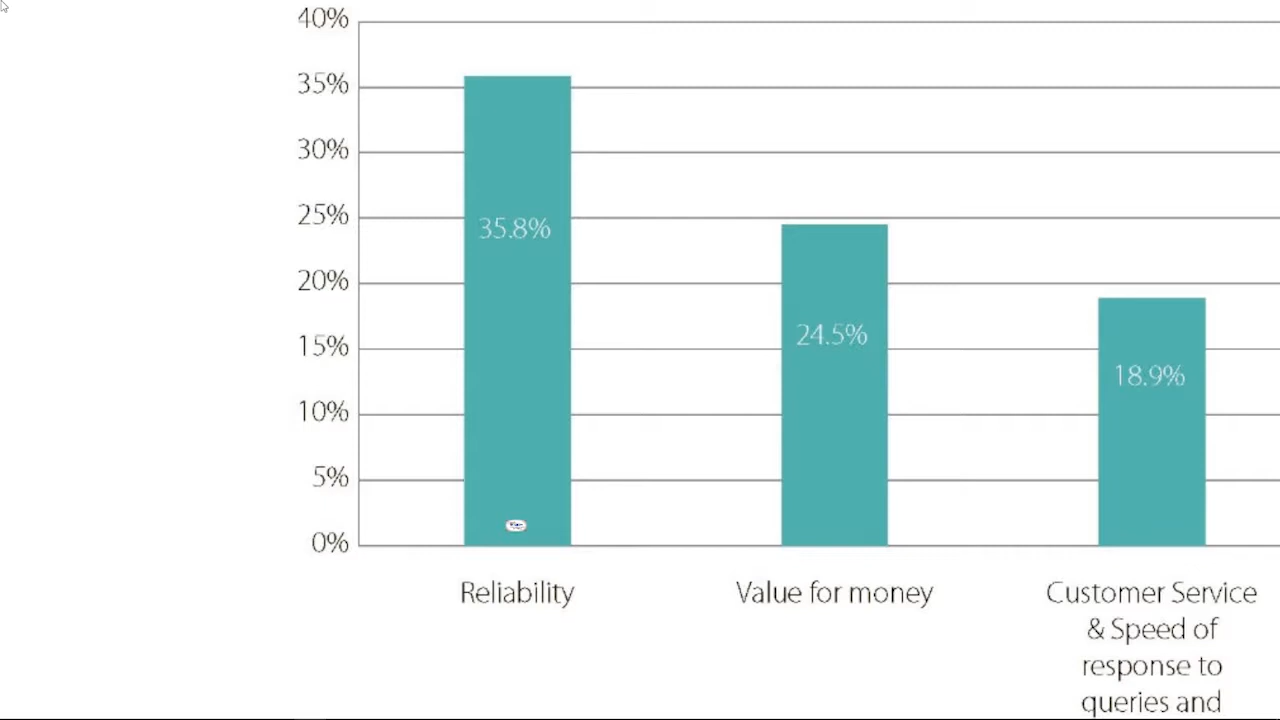 40%
35%
30%
25%
20%
15%
10%
5%
0%
35.8%
24.5%
18.9%
Reliability
Value for money
Customer Service
& Speed of
response to
queries and